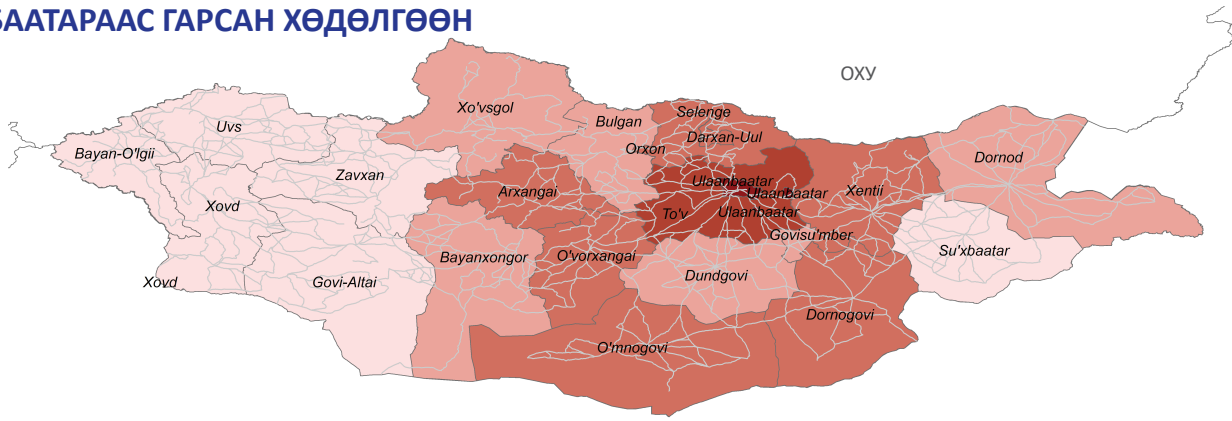 БААТАРААС ГАРСАН ХӨДӨЛГӨӨН
ОХУ
Xo'vsgol
Bulgan
Selenge
Uvs
Darxan-Uul
Bayan-O'lgii
Orxon
Dornod
Zavxan
Arxangai
Ulaanbaatar
Ulaanbaatar
Xentii
Xovd
To'v
Ulaanbaatar
Govisu'mber
Bayanxongor
O'vorxangai
Su'xbaatar
Xovd
Govi-Altai
Dundgovi
Dornogovi
O'mnogovi